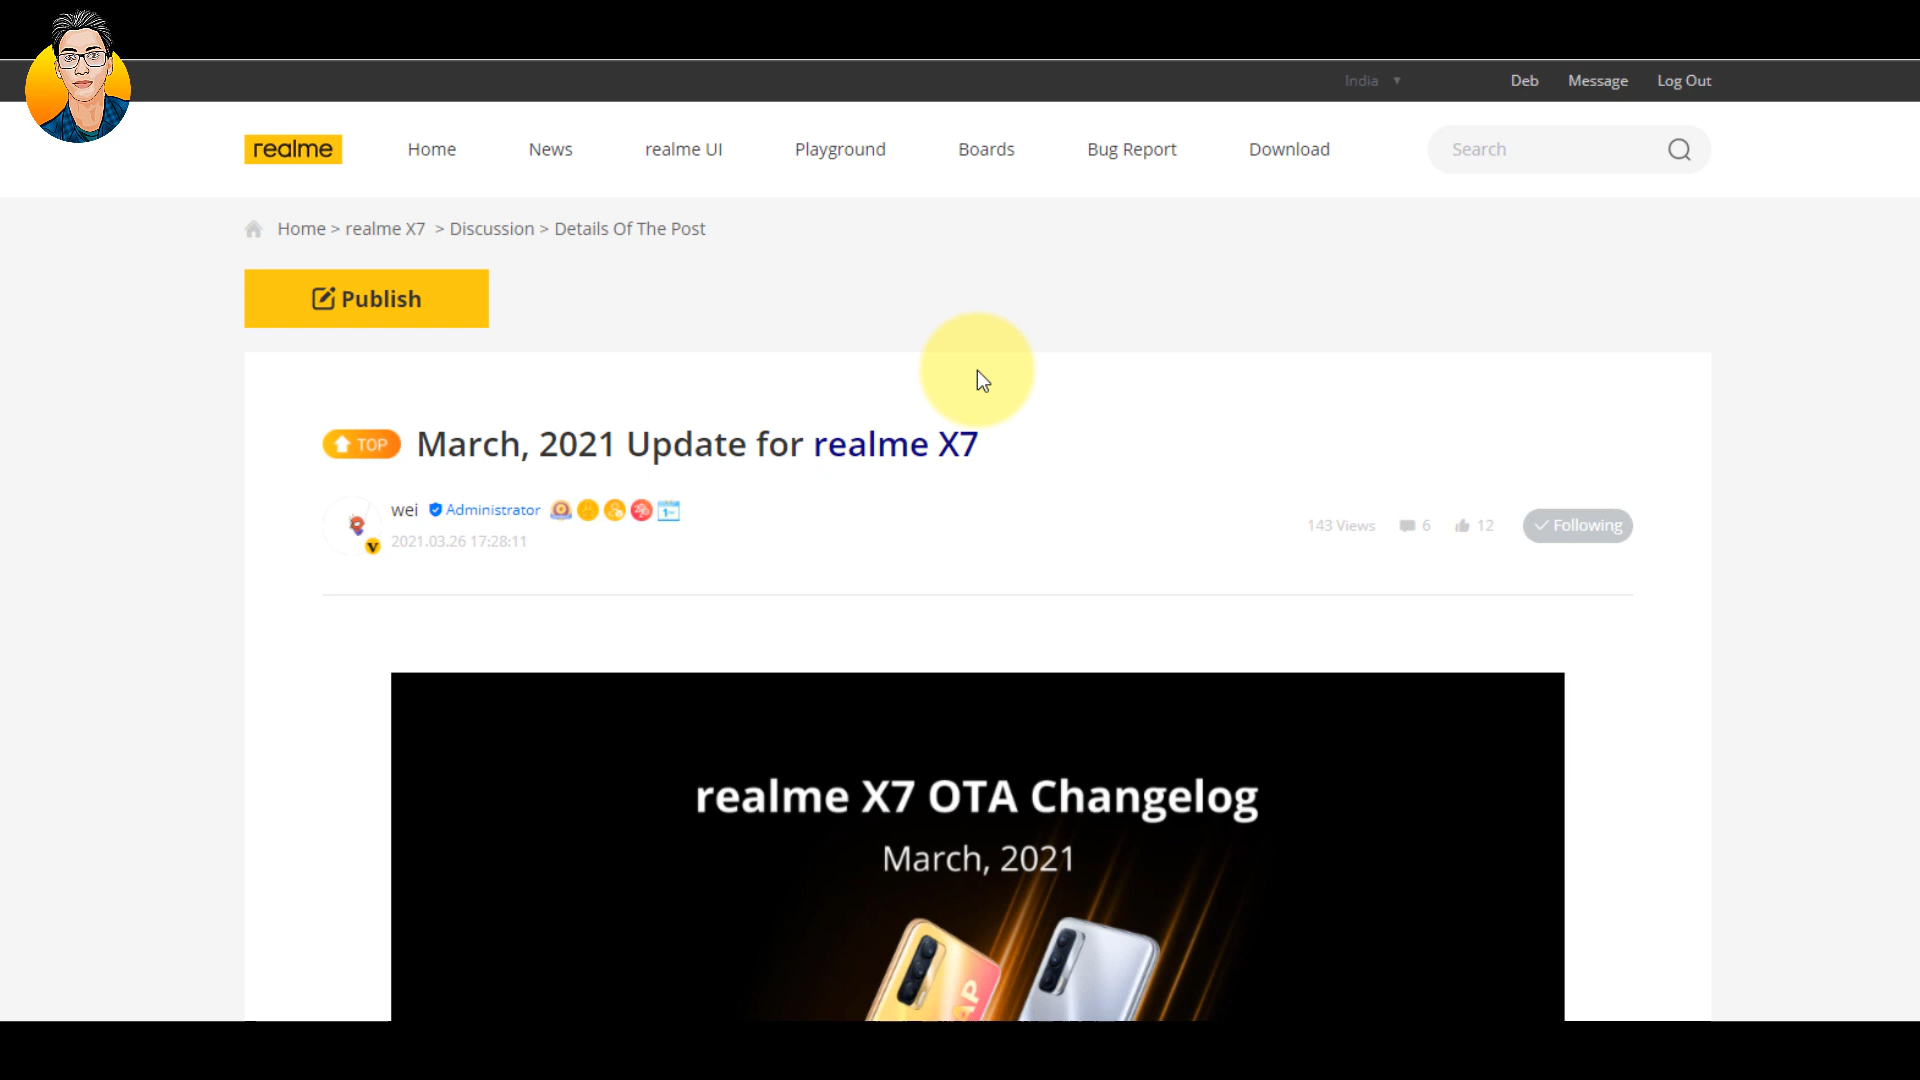 India Deb Message Log Out
realme Home News realme UI Playground Boards Bug Report Download Search
Home > realme X7 > Discussion > Details Of The Post
Publish
TOP March, 2021 Update for realme X7
wei Administrator
2021.03.26 17:28:11
143 Views 6 12 Following
realme X7 OTA Changelog
March, 2021